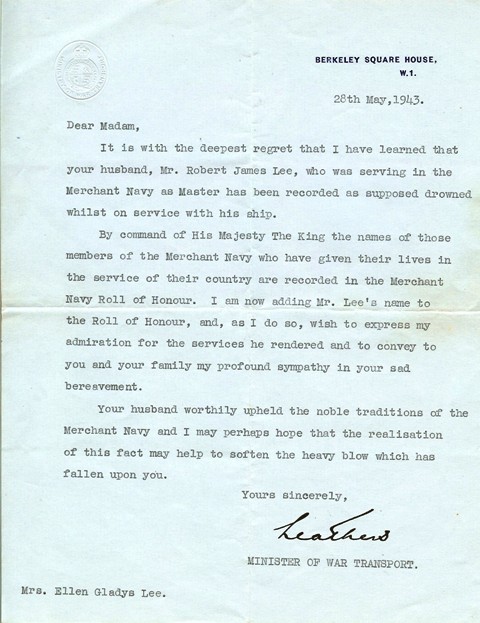 BERKELEY SQUARE HOUSE,
W.1.
28th May,1943.
Dear Madam,
It is with the deepest regret that I have learned that
your husband, Mr. Robert James Lee, who was serving in the
Merchant Navy as Master has been recorded as supposed drowned
whilst on service with his ship.
By command of His Majesty The King the names of those
members of the Merchant Navy who have given their lives in
the service of their country are recorded in the Merchant
Navy Roll of Honour. I am now adding Mr. Lee's name to
the Roll of Honour, and, as I do so, wish to express my
admiration for the services he rendered and to convey to
you and your family my profound sympathy in your sad
bereavement.
Your husband worthily upheld the noble traditions of the
Merchant Navy and I may perhaps hope that the realisation
of this fact may help to soften the heavy blow which has
fallen upon you.
Yours sincerely,
Leathers
MINISTER OF WAR TRANSPORT.
Mrs. Ellen Gladys Lee.